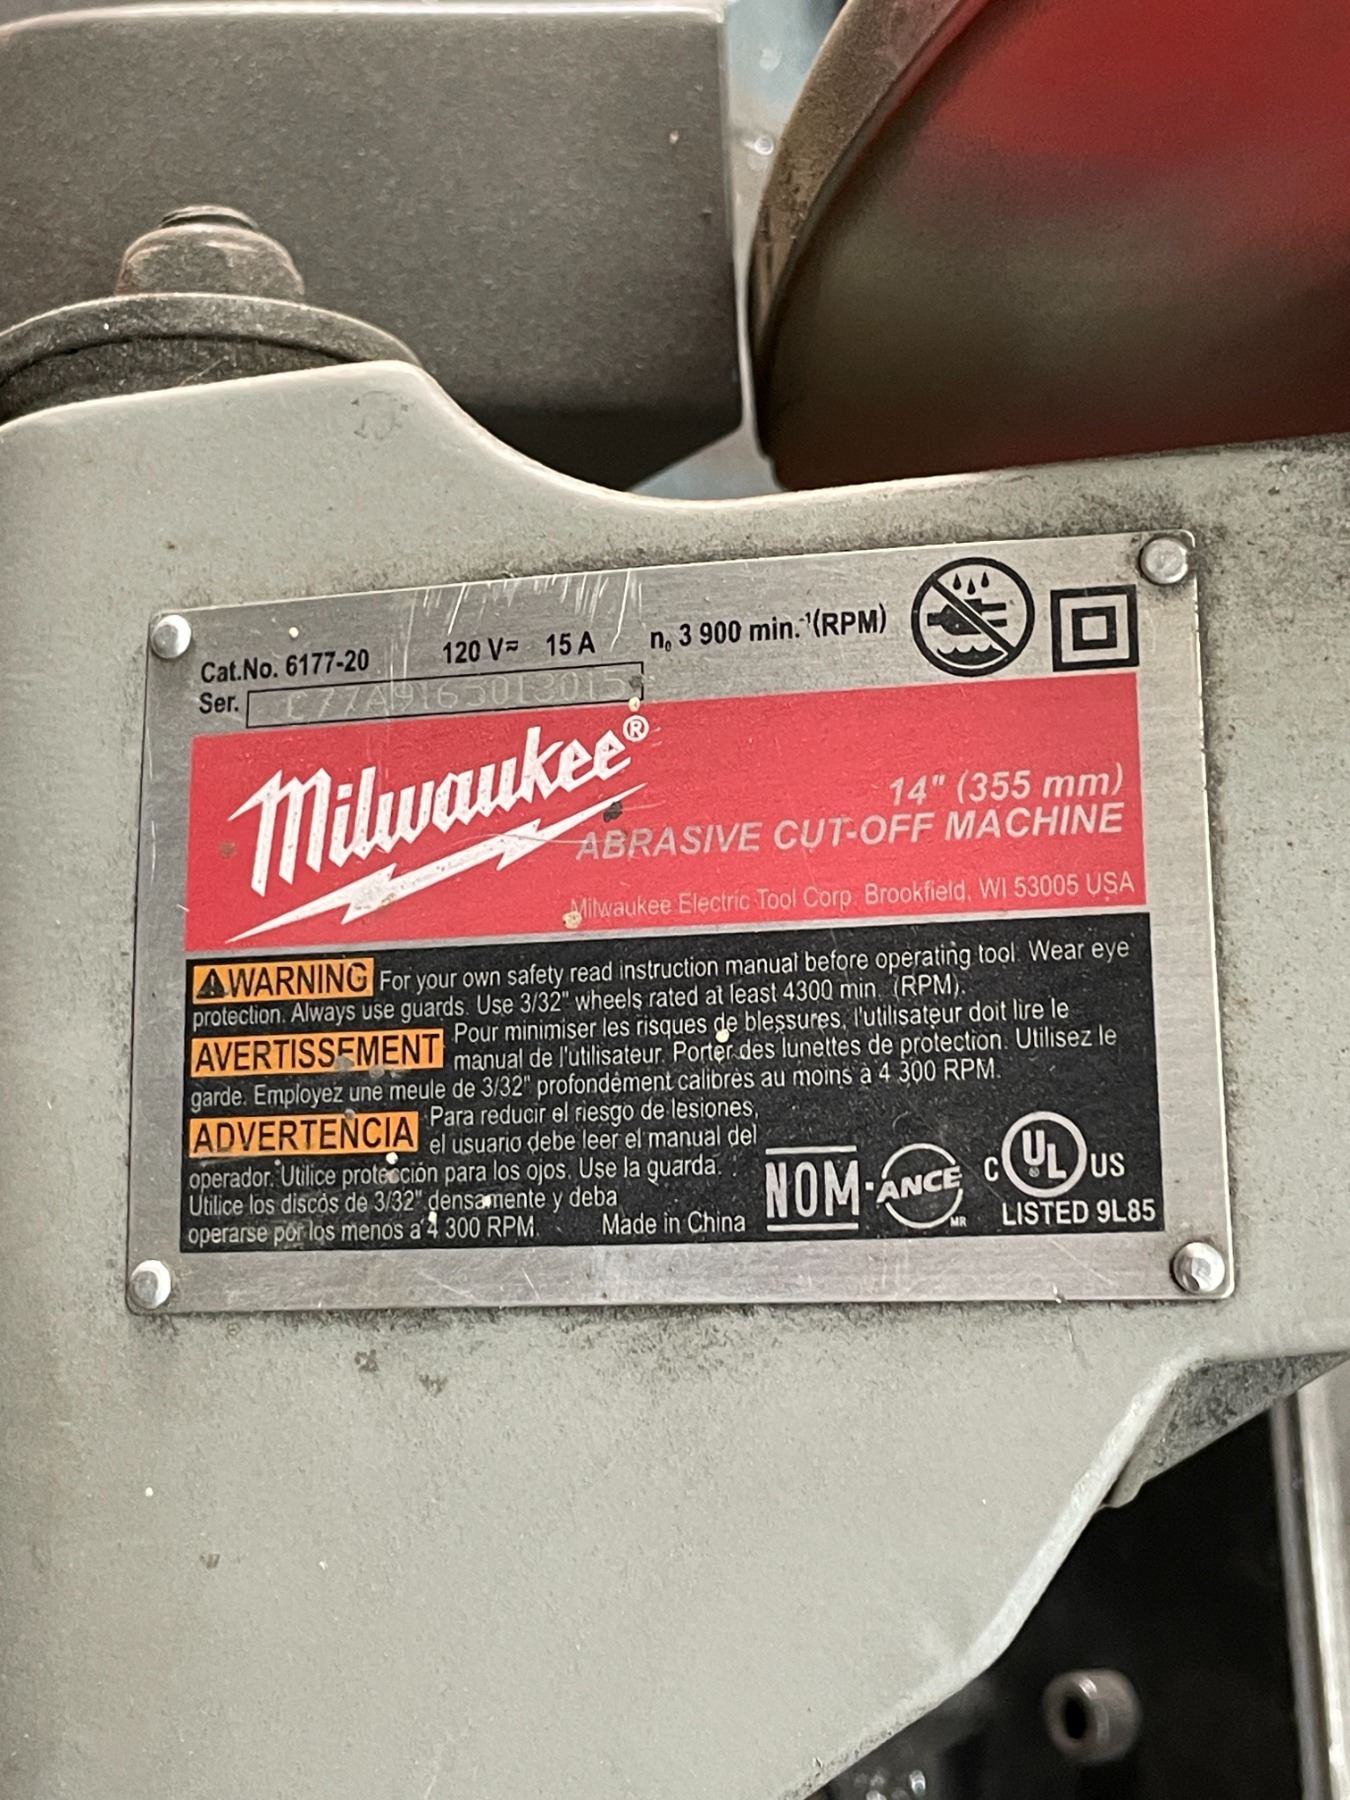 Cat.No. 6177-20 120 V≂ 15 A n₀ 3 900 min.⁻¹(RPM)
Ser.
Milwaukee®
14" (355 mm)
ABRASIVE CUT-OFF MACHINE
Milwaukee Electric Tool Corp. Brookfield, WI 53005 USA
WARNING For your own safety read instruction manual before operating tool. Wear eye
protection. Always use guards. Use 3/32" wheels rated at least 4300 min. (RPM).
AVERTISSEMENT Pour minimiser les risques de blessures, l'utilisateur doit lire le
manual de l'utilisateur. Porter des lunettes de protection. Utilisez le
garde. Employez une meule de 3/32" profondément calibrés au moins à 4 300 RPM.
ADVERTENCIA Para reducir el riesgo de lesiones,
el usuario debe leer el manual del
operador. Utilice protección para los ojos. Use la guarda.
Utilice los discos de 3/32" densamente y deba
operarse por los menos a 4 300 RPM. Made in China
NOM-ANCE MR
C UL® US
LISTED 9L85